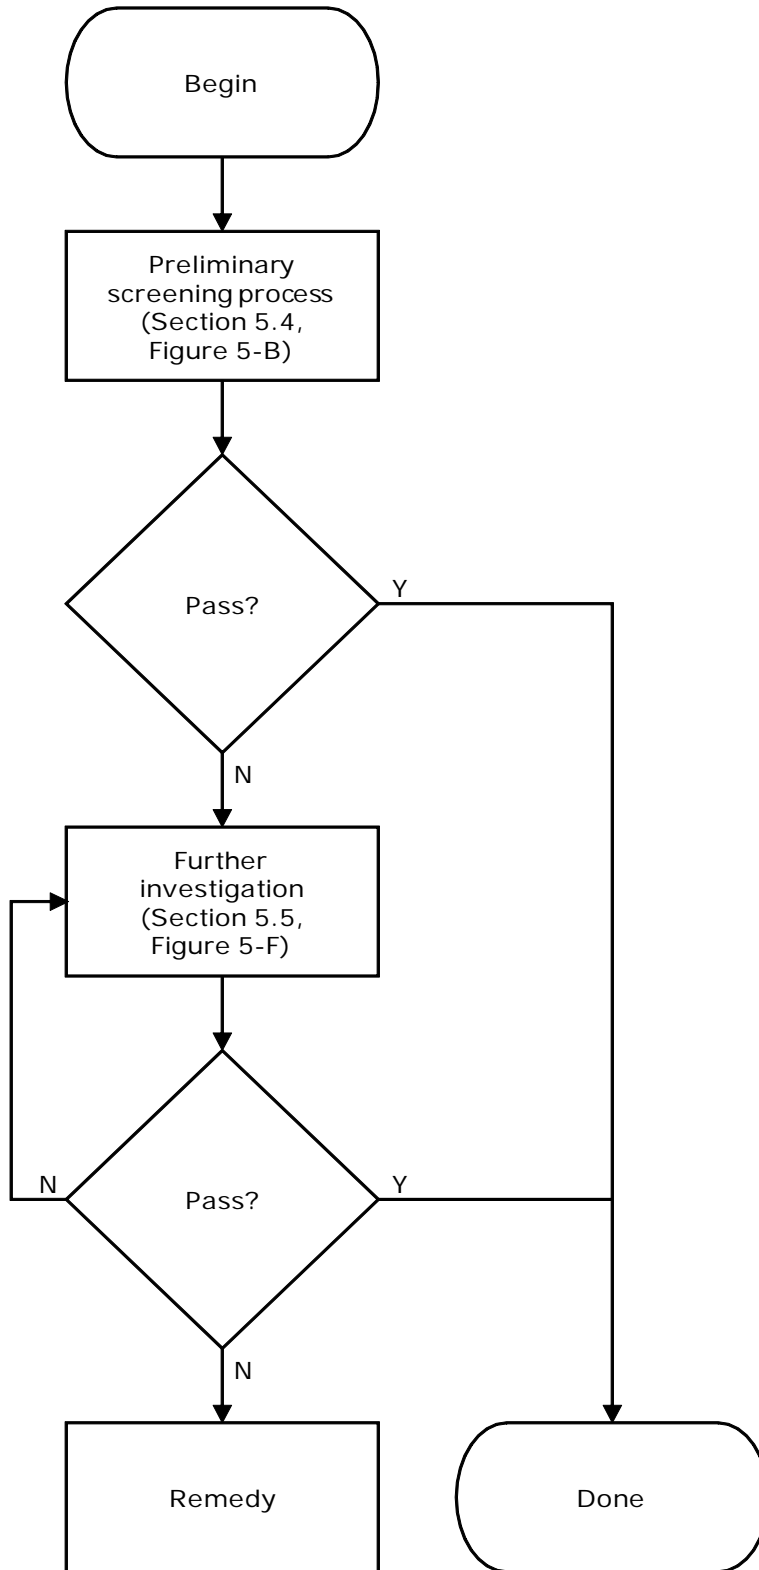 Begin
Preliminary
screening process
(Section 5.4,
Figure 5-B)
Pass?
Y
N
Further
investigation
(Section 5.5,
Figure 5-F)
N
Pass?
Y
N
Remedy
Done